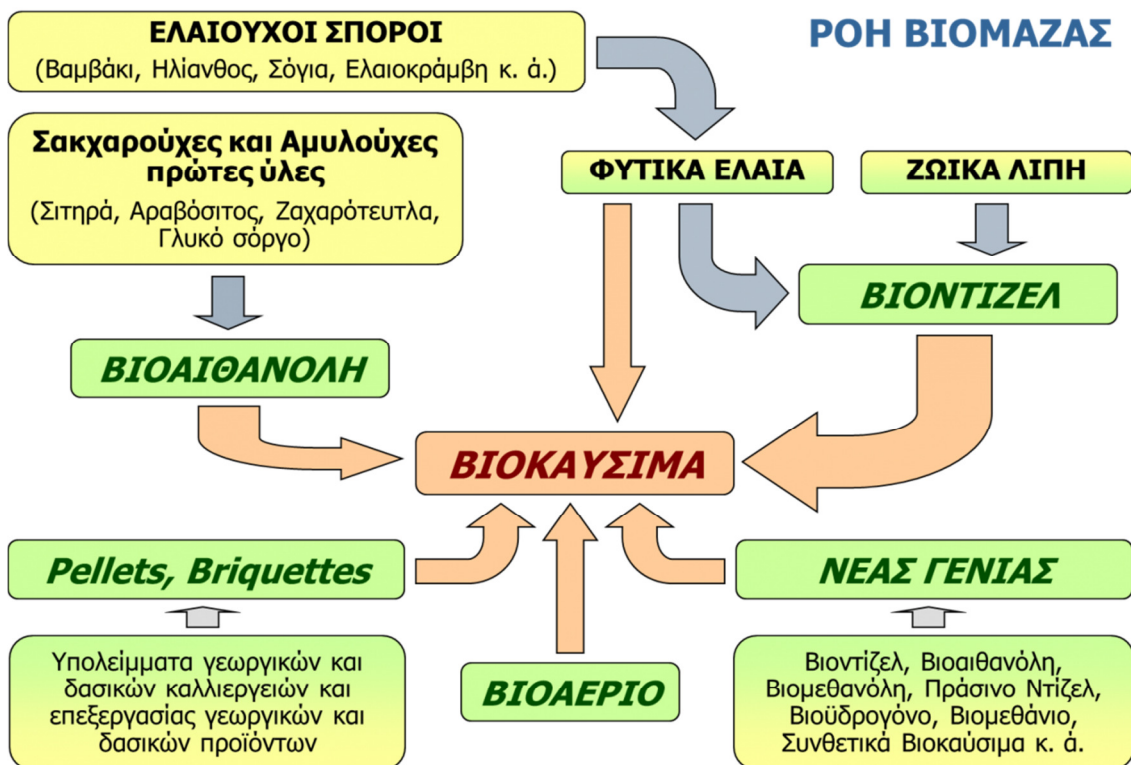 ΡΟΗ ΒΙΟΜΑΖΑΣ
ΕΛΑΙΟΥΧΟΙ ΣΠΟΡΟΙ
(Βαμβάκι, Ηλίανθος, Σόγια, Ελαιοκράμβη κ. ά.)
Σακχαρούχες και Αμυλούχες
πρώτες ύλες
(Σιτηρά, Αραβόσιτος, Ζαχαρότευτλα,
Γλυκό σόργο)
ΦΥΤΙΚΑ ΕΛΑΙΑ
ΖΩΙΚΑ ΛΙΠΗ
ΒΙΟΝΤΙΖΕΛ
ΒΙΟΑΙΘΑΝΟΛΗ
ΒΙΟΚΑΥΣΙΜΑ
Pellets, Briquettes
ΝΕΑΣ ΓΕΝΙΑΣ
Υπολείμματα γεωργικών και
δασικών καλλιεργειών και
επεξεργασίας γεωργικών και
δασικών προϊόντων
ΒΙΟΑΕΡΙΟ
Βιοντίζελ, Βιοαιθανόλη,
Βιομεθανόλη, Πράσινο Ντίζελ,
Βιοϋδρογόνο, Βιομεθάνιο,
Συνθετικά Βιοκαύσιμα κ. ά.